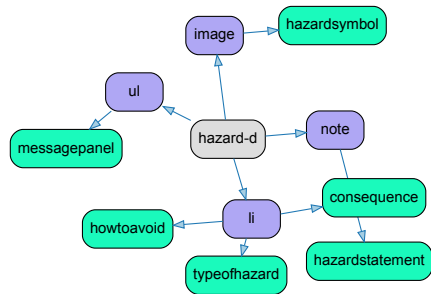 hazardsymbol
image
ul
note
hazard-d
messagepanel
consequence
li
howtoavoid
hazardstatement
typeofhazard